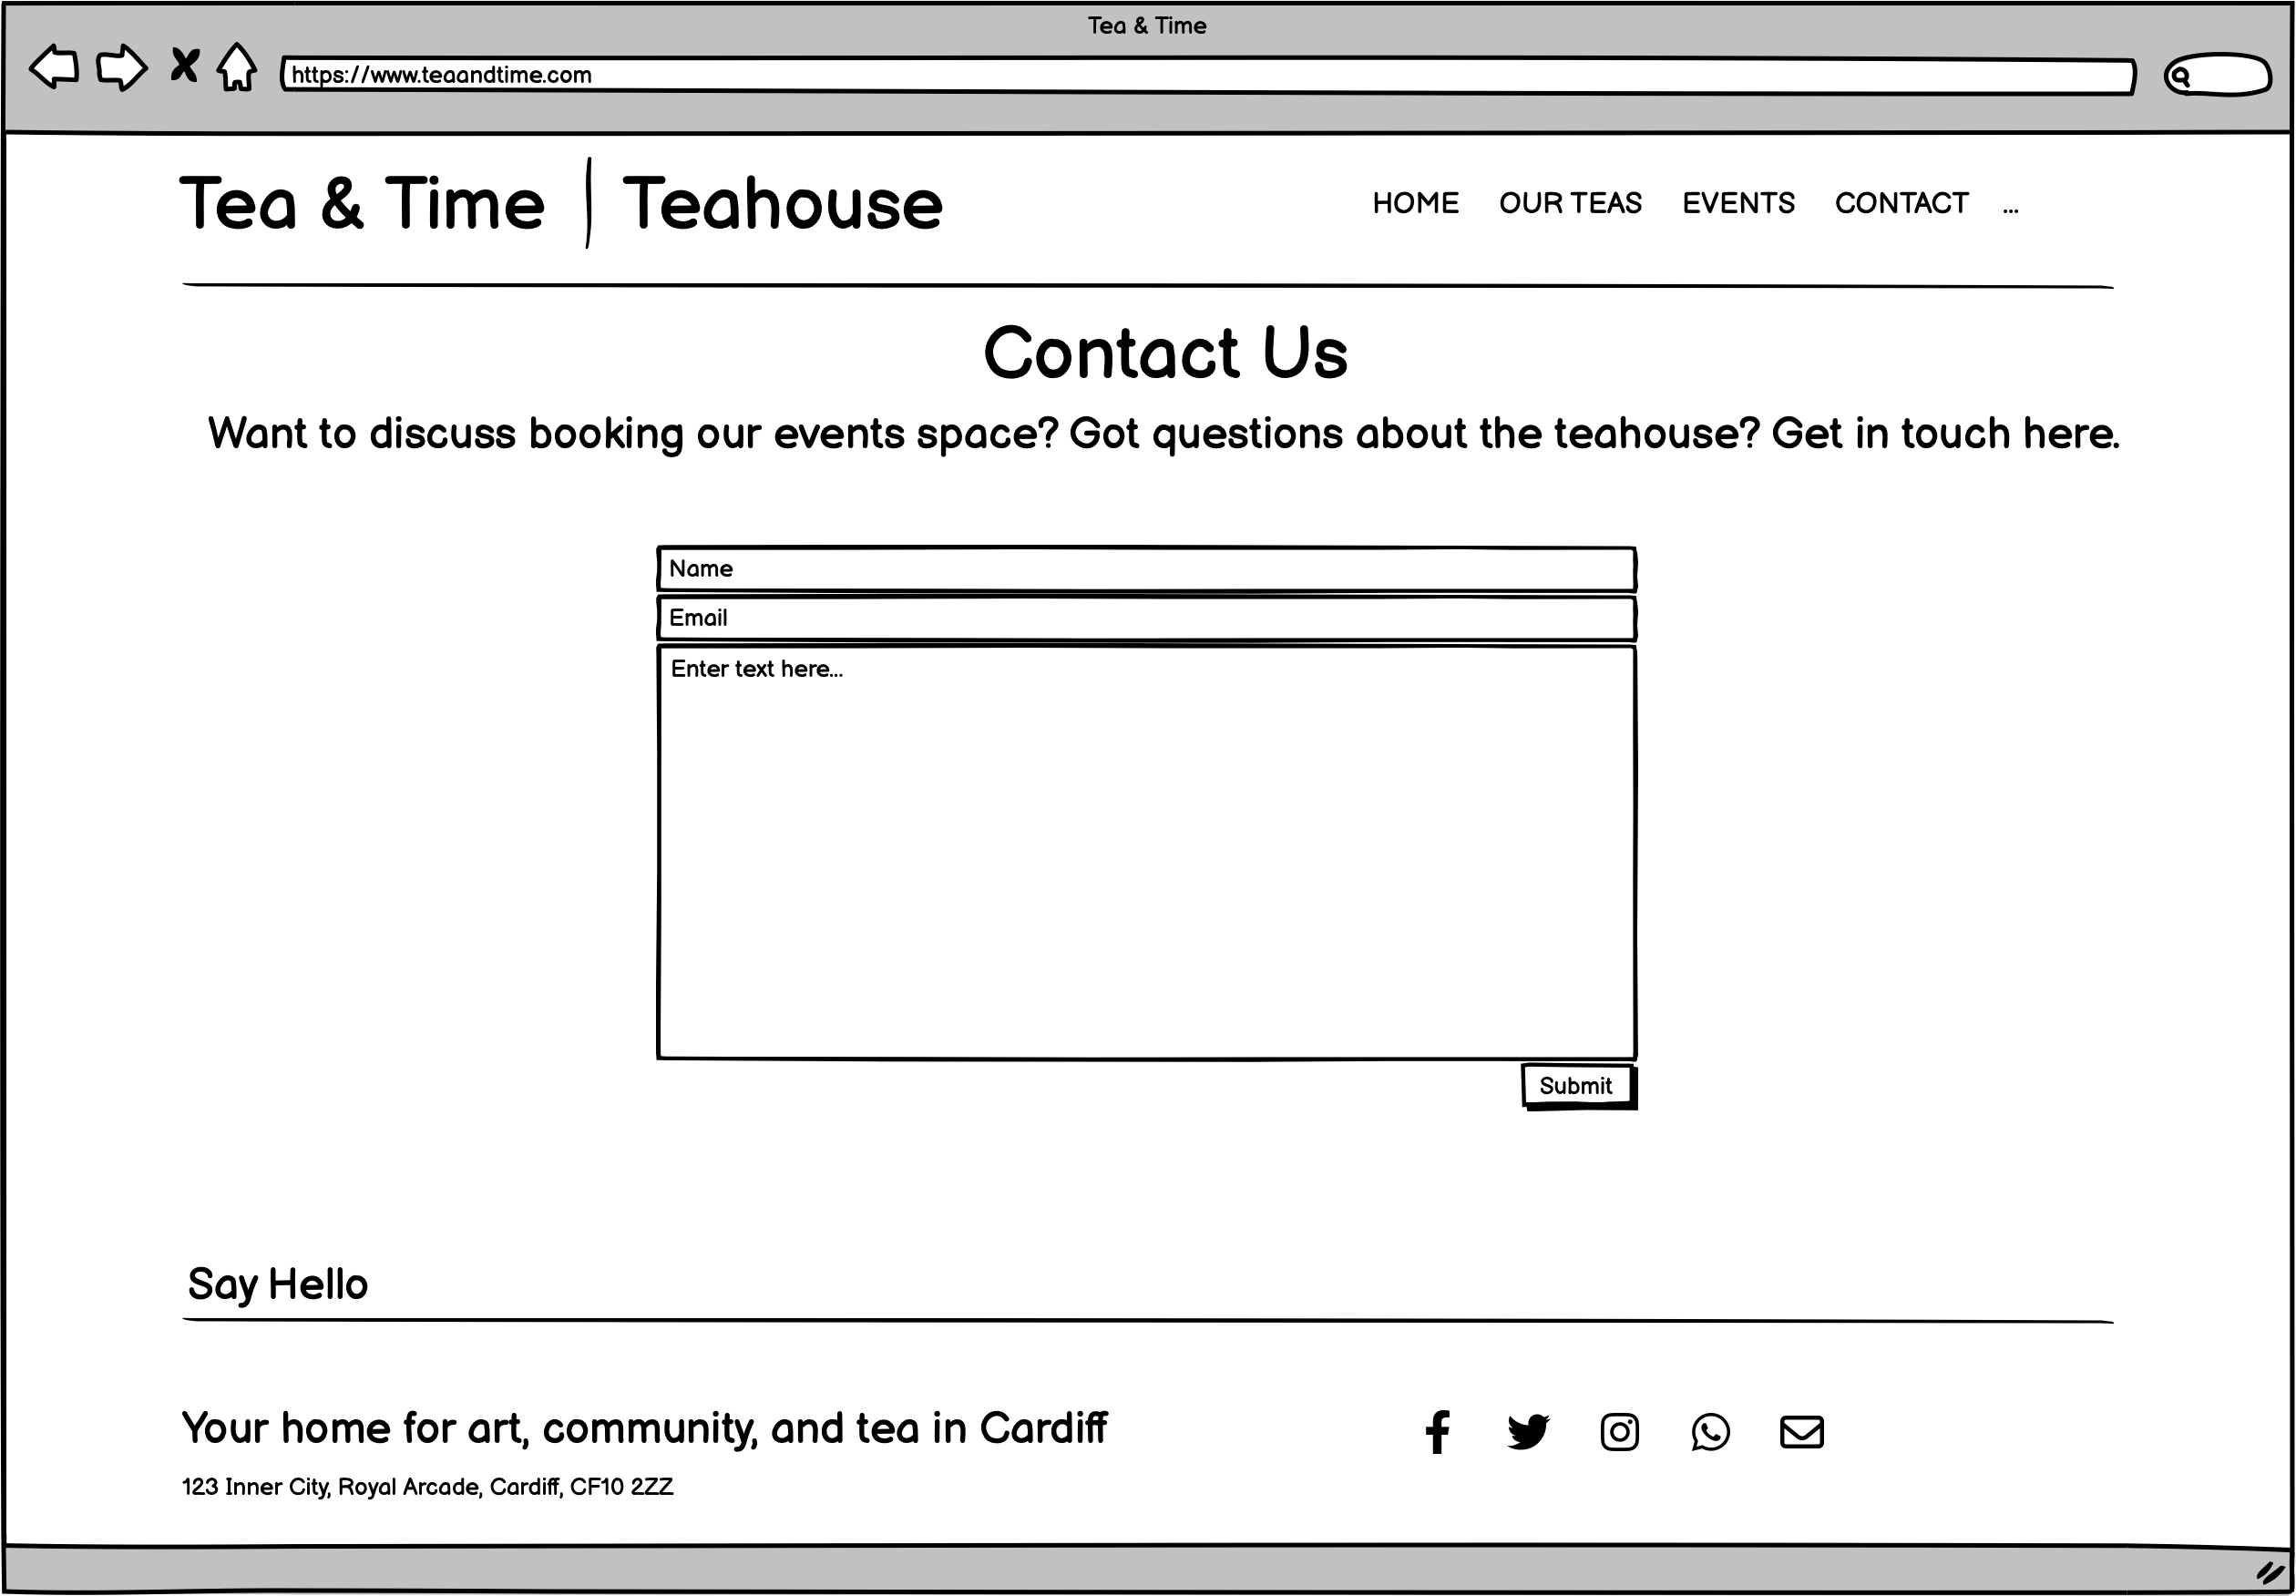 Tea & Time
https://www.teaandtime.com
Tea & Time | Teahouse
HOME OUR TEAS EVENTS CONTACT ...
Contact Us
Want to discuss booking our events space? Got questions about the teahouse? Get in touch here.
Name
Email
Enter text here...
Submit
Say Hello
Your home for art, community, and tea in Cardiff
123 Inner City, Royal Arcade, Cardiff, CF10 2ZZ